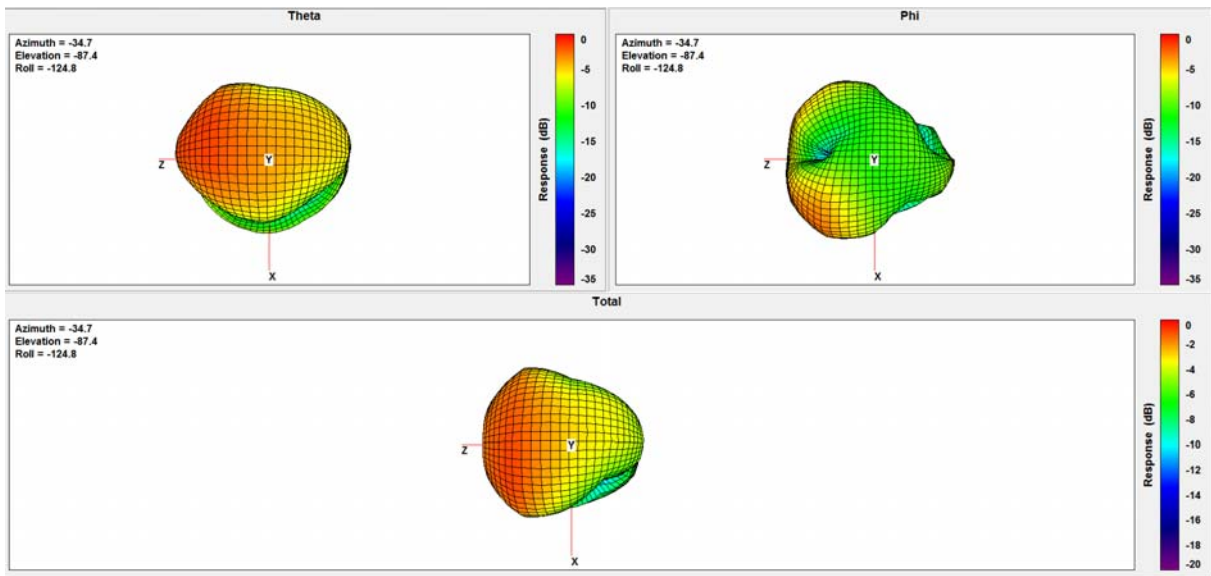 Theta
Azimuth = -34.7
Elevation = -87.4
Roll = -124.8
Z
Y
X
0
-5
-10
-15
-20
-25
-30
-35
Response (dB)
Phi
Azimuth = -34.7
Elevation = -87.4
Roll = -124.8
Z
Y
X
0
-5
-10
-15
-20
-25
-30
-35
Response (dB)
Total
Azimuth = -34.7
Elevation = -87.4
Roll = -124.8
Z
Y
X
0
-2
-4
-6
-8
-10
-12
-14
-16
-18
-20
Response (dB)